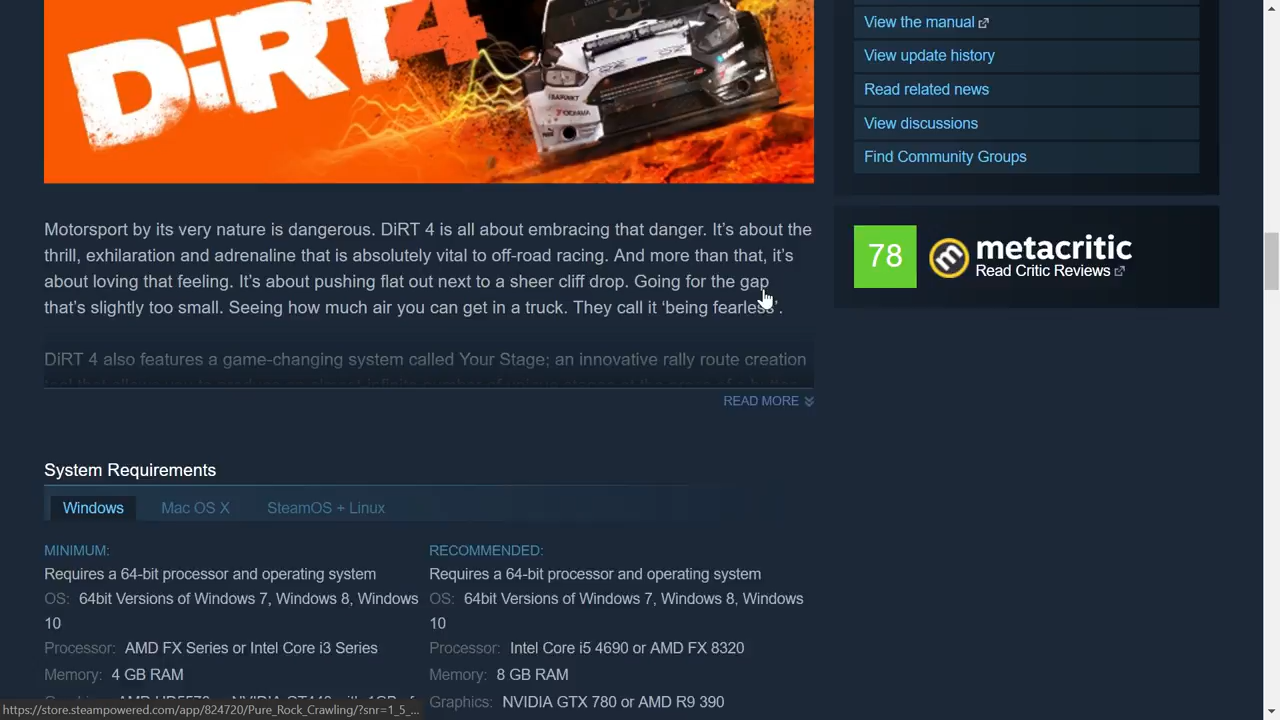 DiRT 4
BLAUPUNKT
YOKOHAMA
View the manual
View update history
Read related news
View discussions
Find Community Groups
78
metacritic
Read Critic Reviews
Motorsport by its very nature is dangerous. DiRT 4 is all about embracing that danger. It’s about the
thrill, exhilaration and adrenaline that is absolutely vital to off-road racing. And more than that, it’s
about loving that feeling. It’s about pushing flat out next to a sheer cliff drop. Going for the gap
that’s slightly too small. Seeing how much air you can get in a truck. They call it ‘being fearless’.
DiRT 4 also features a game-changing system called Your Stage; an innovative rally route creation
READ MORE
System Requirements
Windows Mac OS X SteamOS + Linux
MINIMUM:
Requires a 64-bit processor and operating system
OS: 64bit Versions of Windows 7, Windows 8, Windows
10
Processor: AMD FX Series or Intel Core i3 Series
Memory: 4 GB RAM
RECOMMENDED:
Requires a 64-bit processor and operating system
OS: 64bit Versions of Windows 7, Windows 8, Windows
10
Processor: Intel Core i5 4690 or AMD FX 8320
Memory: 8 GB RAM
Graphics: NVIDIA GTX 780 or AMD R9 390
https://store.steampowered.com/app/824720/Pure_Rock_Crawling/?snr=1_5_...